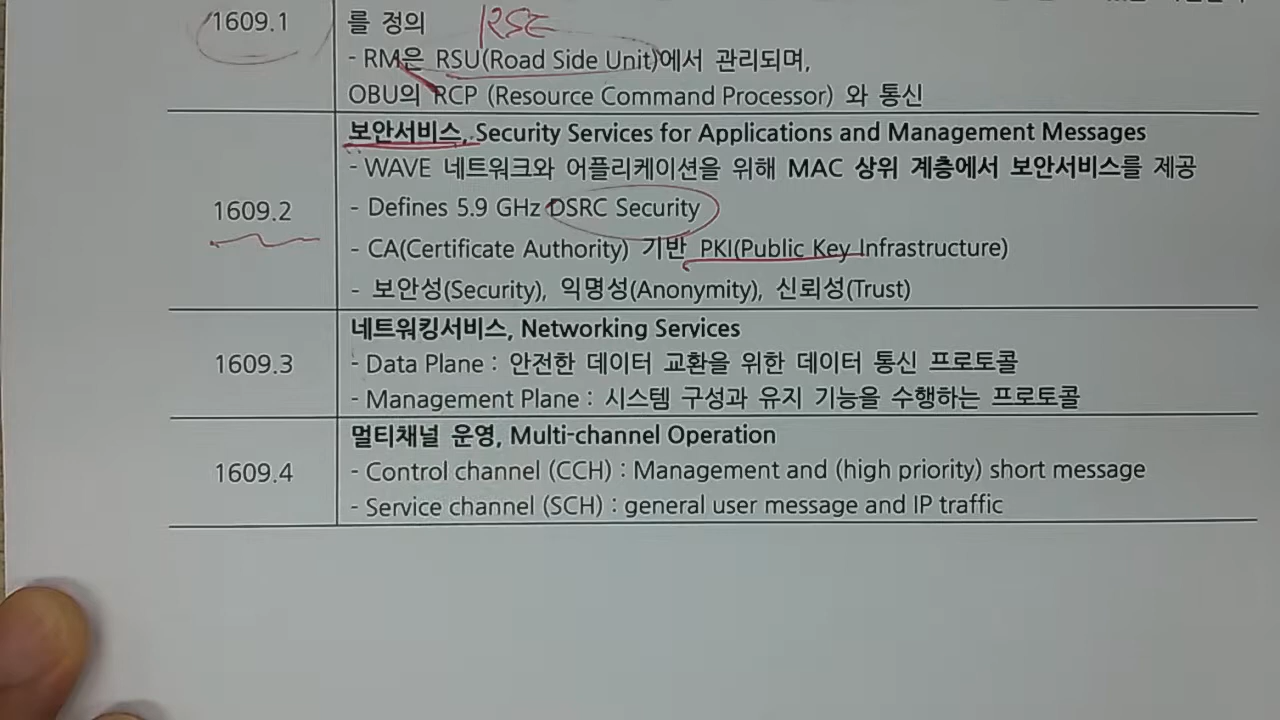 1609.1
를 정의 RSE
- RM은 RSU(Road Side Unit)에서 관리되며,
OBU의 RCP (Resource Command Processor) 와 통신
보안서비스, Security Services for Applications and Management Messages
- WAVE 네트워크와 어플리케이션을 위해 MAC 상위 계층에서 보안서비스를 제공
1609.2
- Defines 5.9 GHz DSRC Security
- CA(Certificate Authority) 기반 PKI(Public Key Infrastructure)
- 보안성(Security), 익명성(Anonymity), 신뢰성(Trust)
네트워킹서비스, Networking Services
1609.3
- Data Plane : 안전한 데이터 교환을 위한 데이터 통신 프로토콜
- Management Plane : 시스템 구성과 유지 기능을 수행하는 프로토콜
멀티채널 운영, Multi-channel Operation
1609.4
- Control channel (CCH) : Management and (high priority) short message
- Service channel (SCH) : general user message and IP traffic